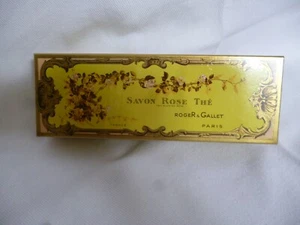 SAVON ROSE THÉ
ROGER & GALLET
PARIS